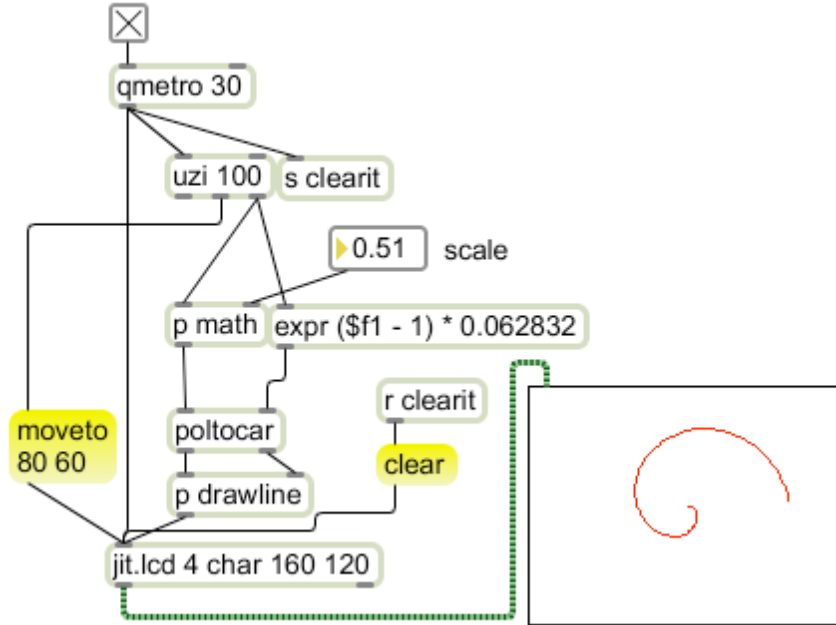 qmetro 30
uzi 100
s clearit
0.51
scale
p math
expr ($f1 - 1) * 0.062832
r clearit
moveto
80 60
poltocar
clear
p drawline
jit.lcd 4 char 160 120